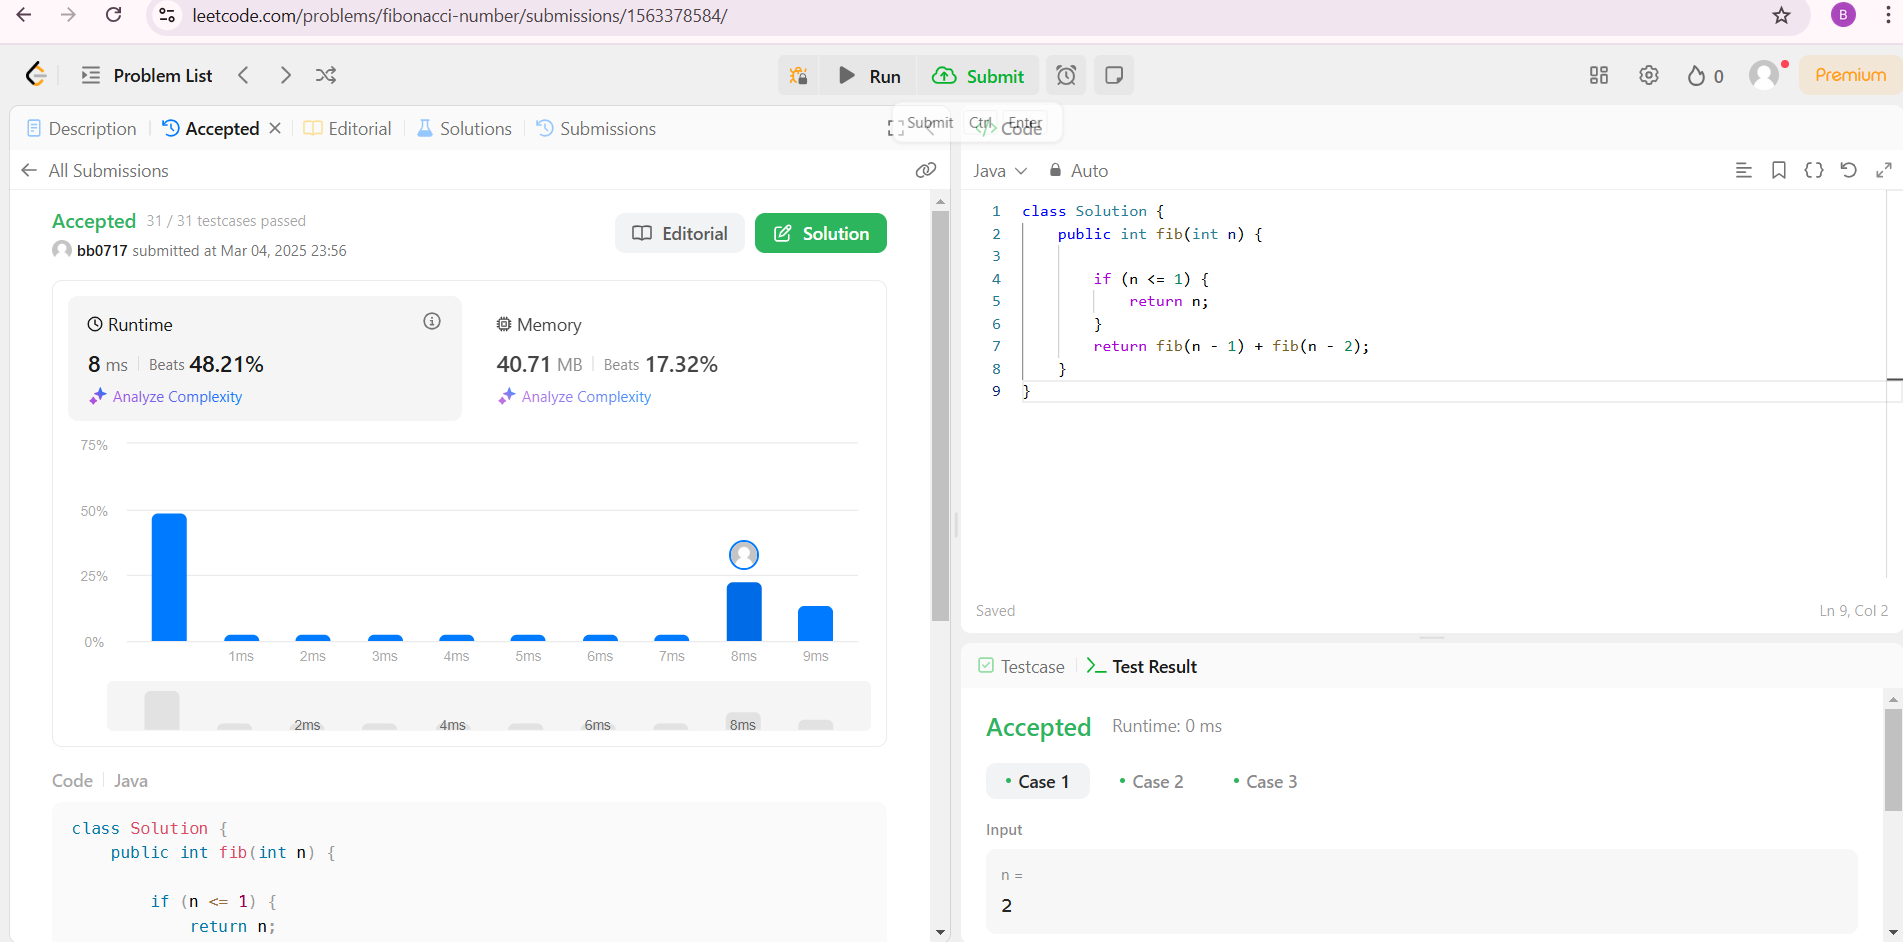 leetcode.com/problems/fibonacci-number/submissions/1563378584/
B
Problem List
Run
Submit
0
Premium
Description
Accepted
Editorial
Solutions
Submissions
Submit Ctrl Enter
Code
All Submissions
Java
Auto
Accepted 31 / 31 testcases passed
bb0717 submitted at Mar 04, 2025 23:56
Editorial
Solution
Runtime
8 ms Beats 48.21%
Analyze Complexity
Memory
40.71 MB Beats 17.32%
Analyze Complexity
75%
50%
25%
0%
1ms 2ms 3ms 4ms 5ms 6ms 7ms 8ms 9ms
2ms 4ms 6ms 8ms
Code Java
class Solution {
public int fib(int n) {
if (n <= 1) {
return n;
1 class Solution {
2 public int fib(int n) {
3
4 if (n <= 1) {
5 return n;
6 }
7 return fib(n - 1) + fib(n - 2);
8 }
9 }
Saved
Ln 9, Col 2
Testcase
Test Result
Accepted Runtime: 0 ms
Case 1 Case 2 Case 3
Input
n =
2